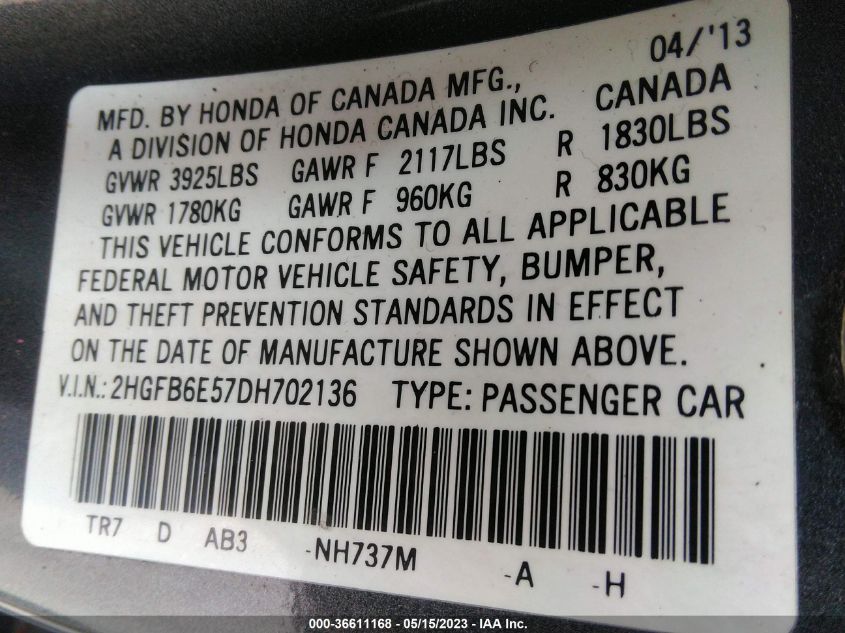 04/'13
MFD. BY HONDA OF CANADA MFG., CANADA
A DIVISION OF HONDA CANADA INC.
GVWR 3925LBS GAWR F 2117LBS R 1830LBS
GVWR 1780KG GAWR F 960KG R 830KG
THIS VEHICLE CONFORMS TO ALL APPLICABLE
FEDERAL MOTOR VEHICLE SAFETY, BUMPER,
AND THEFT PREVENTION STANDARDS IN EFFECT
ON THE DATE OF MANUFACTURE SHOWN ABOVE.
V.I.N.: 2HGFB6E57DH702136 TYPE: PASSENGER CAR
TR7 D AB3 -NH737M -A -H
000-36611168 - 05/15/2023 - IAA Inc.